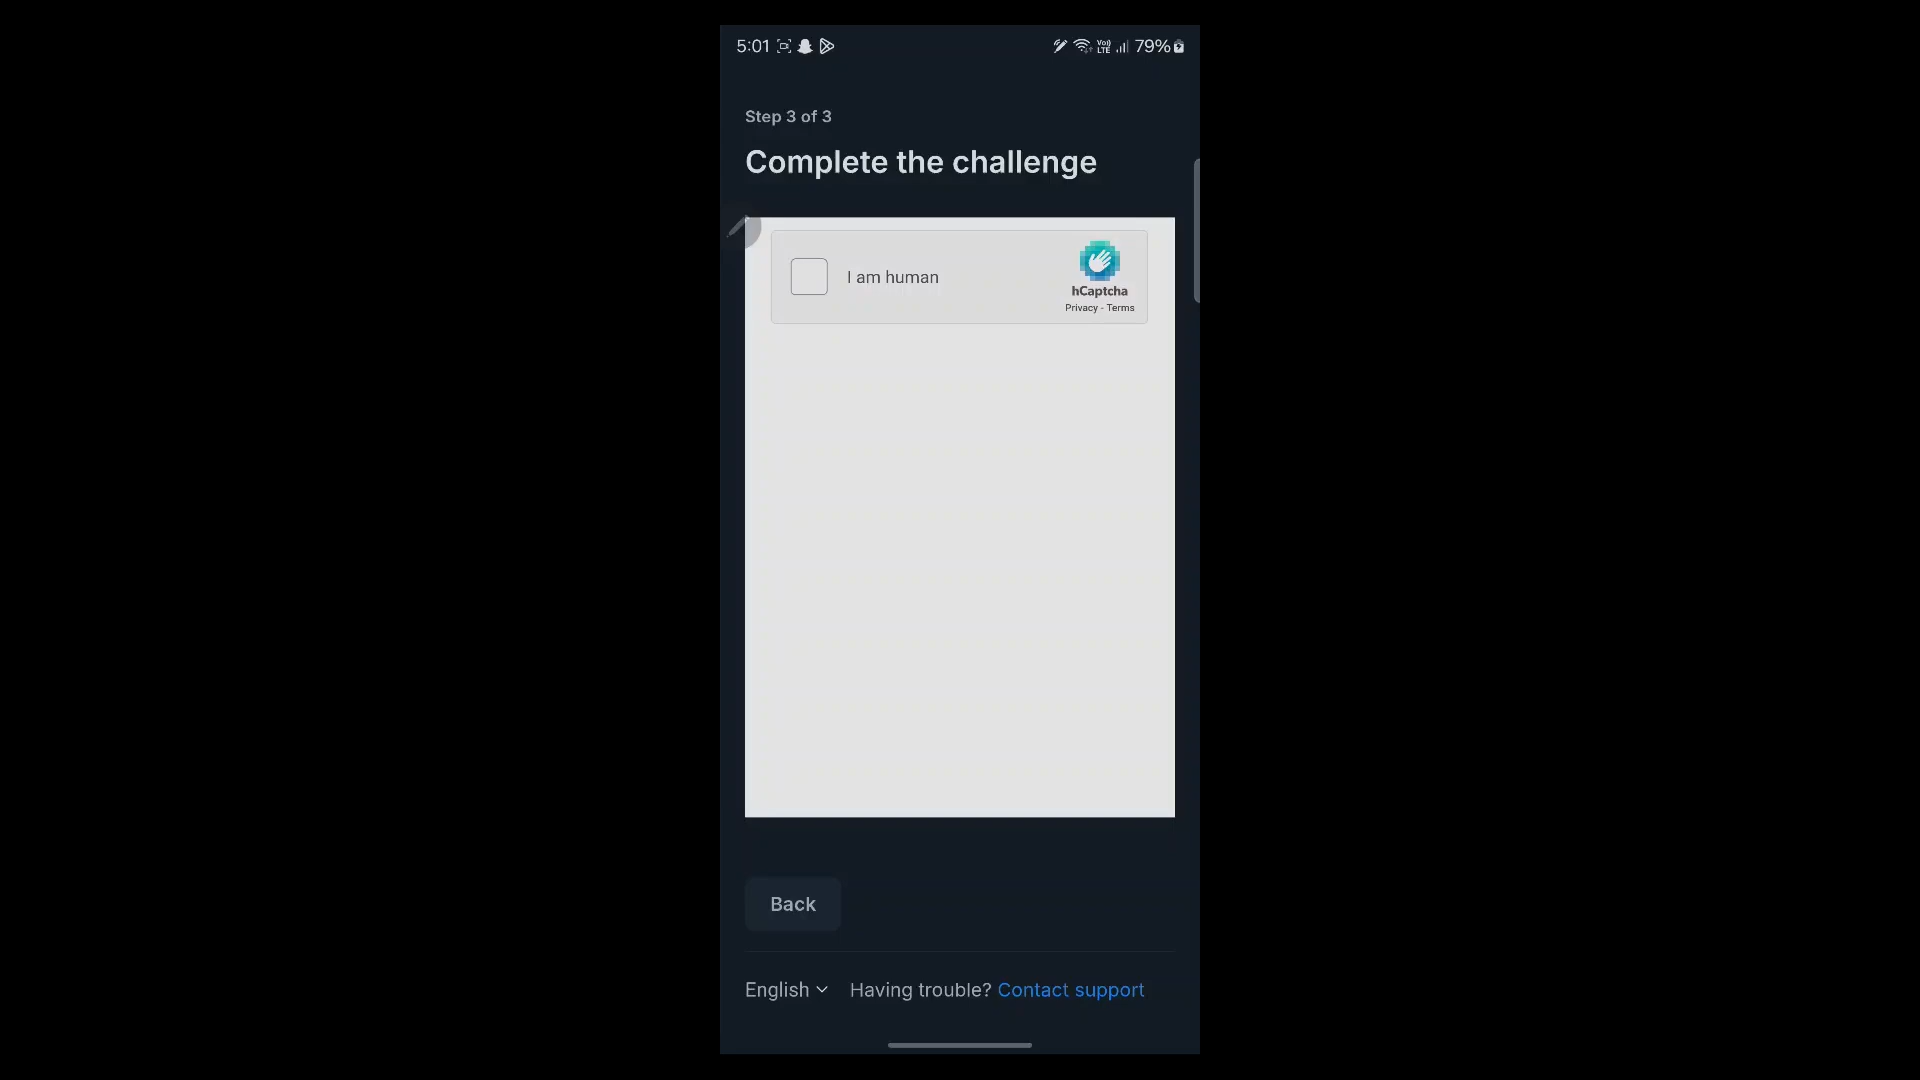 5:01 79%
Step 3 of 3
Complete the challenge
I am human
hCaptcha
Privacy - Terms
Back
English Having trouble? Contact support